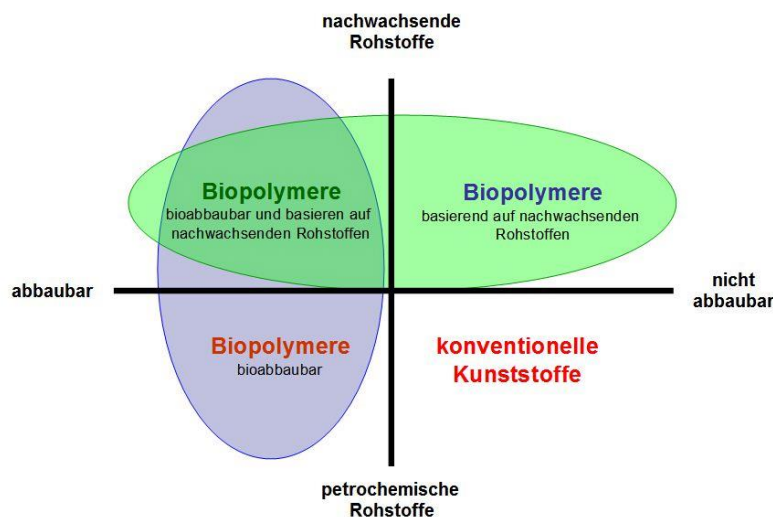 nachwachsende
Rohstoffe
Biopolymere
bioabbaubar und basieren auf
nachwachsenden Rohstoffen
Biopolymere
basierend auf nachwachsenden
Rohstoffen
abbaubar
nicht
abbaubar
Biopolymere
bioabbaubar
konventionelle
Kunststoffe
petrochemische
Rohstoffe